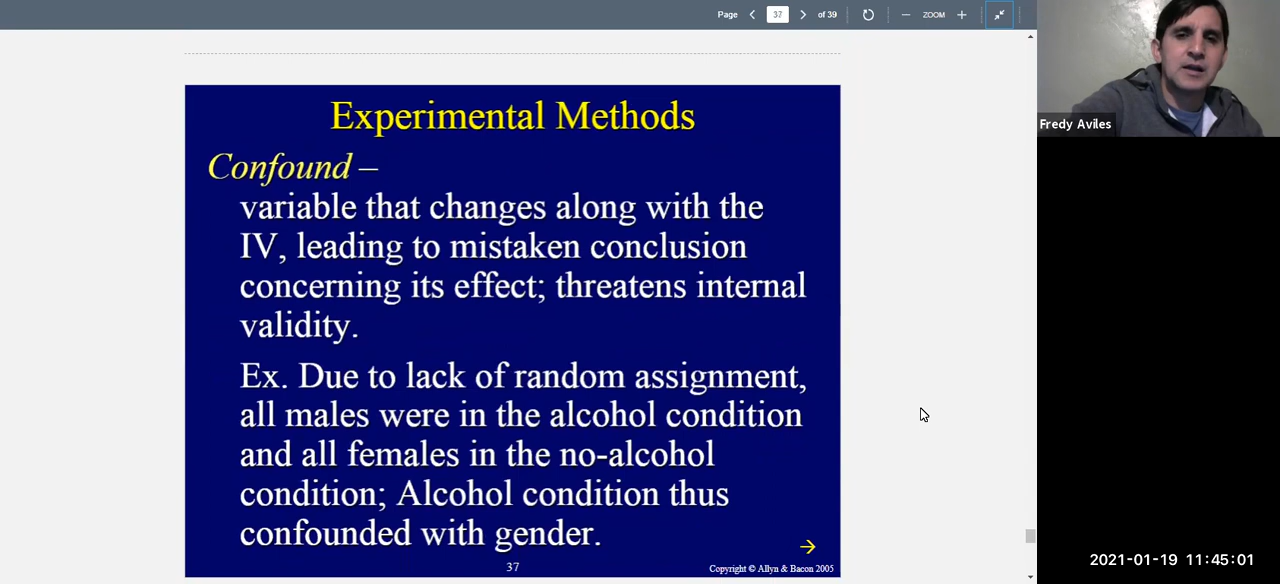 Page 37 of 39 ZOOM
Experimental Methods
Confound –
variable that changes along with the
IV, leading to mistaken conclusion
concerning its effect; threatens internal
validity.
Ex. Due to lack of random assignment,
all males were in the alcohol condition
and all females in the no-alcohol
condition; Alcohol condition thus
confounded with gender.
37
Copyright © Allyn & Bacon 2005
Fredy Aviles
2021-01-19 11:45:01